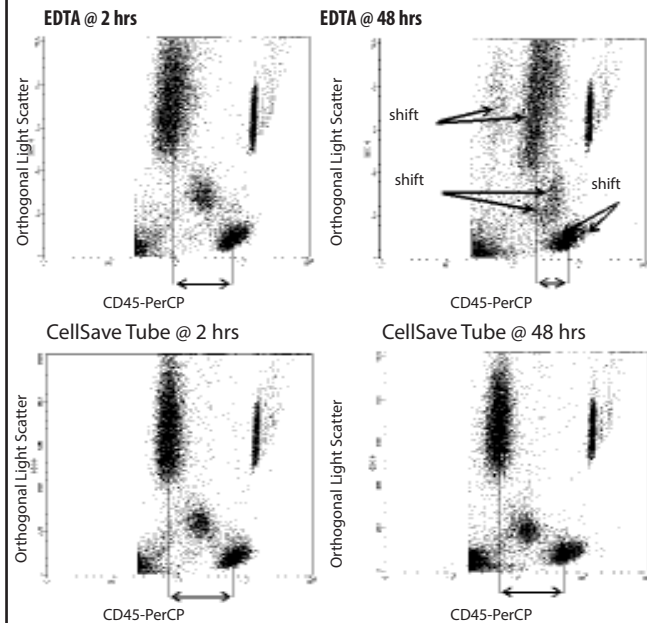 EDTA @ 2 hrs
EDTA @ 48 hrs
Orthogonal Light Scatter
Orthogonal Light Scatter
shift
shift
shift
CD45-PerCP
CD45-PerCP
CellSave Tube @ 2 hrs
CellSave Tube @ 48 hrs
Orthogonal Light Scatter
Orthogonal Light Scatter
CD45-PerCP
CD45-PerCP